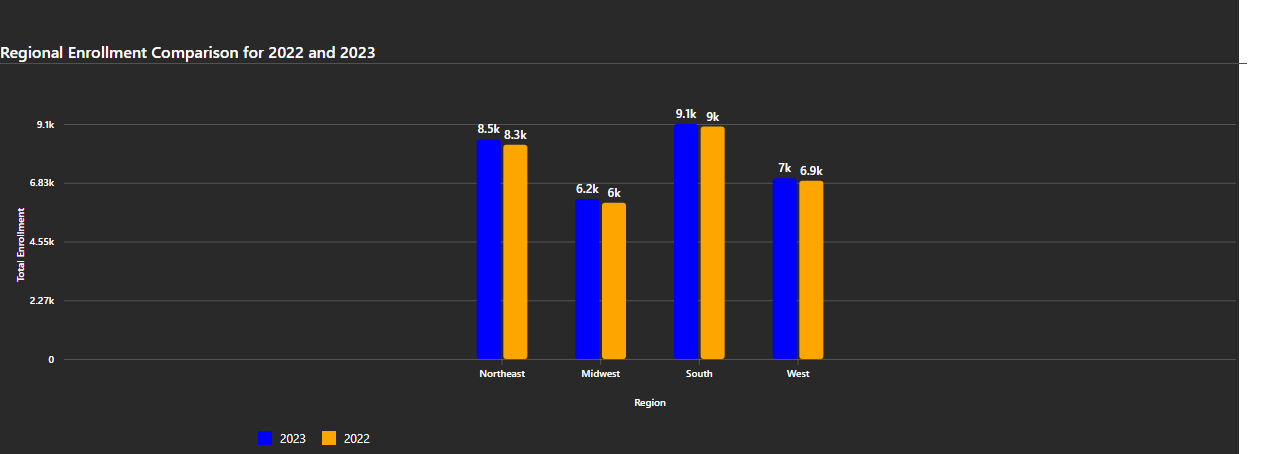 Regional Enrollment Comparison for 2022 and 2023
9.1k
6.83k
4.55k
2.27k
0
Total Enrollment
8.5k 8.3k
6.2k 6k
9.1k 9k
7k 6.9k
Northeast Midwest South West
Region
2023 2022